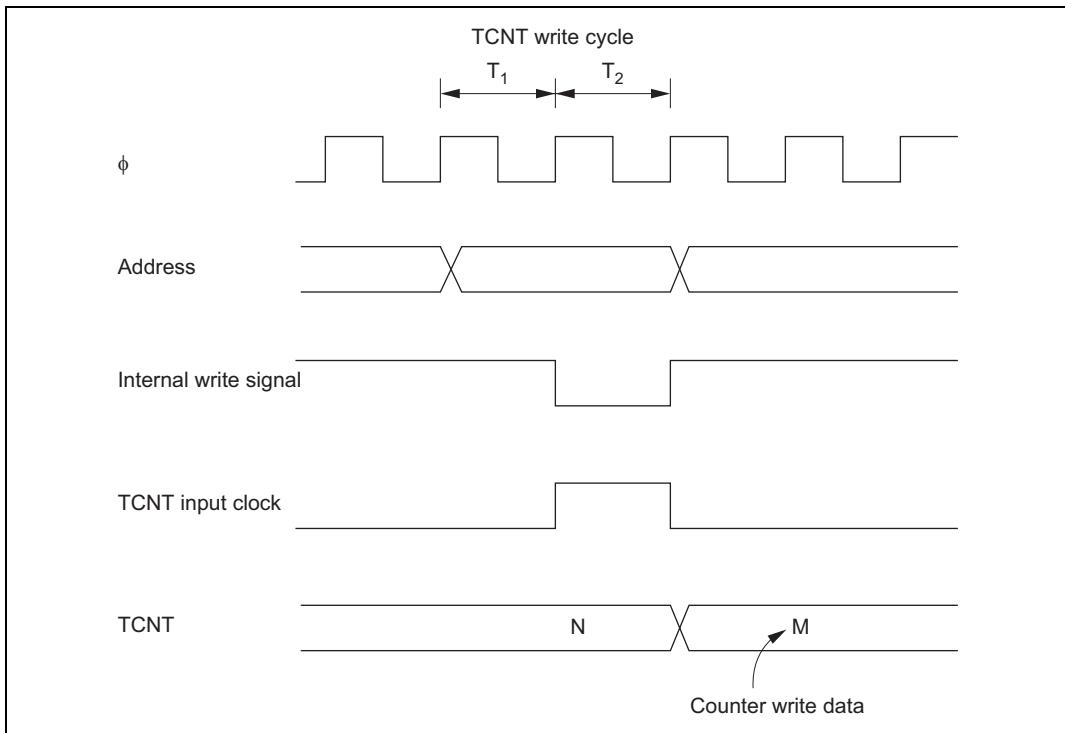 TCNT write cycle
T1 T2
ϕ
Address
Internal write signal
TCNT input clock
TCNT N M
Counter write data